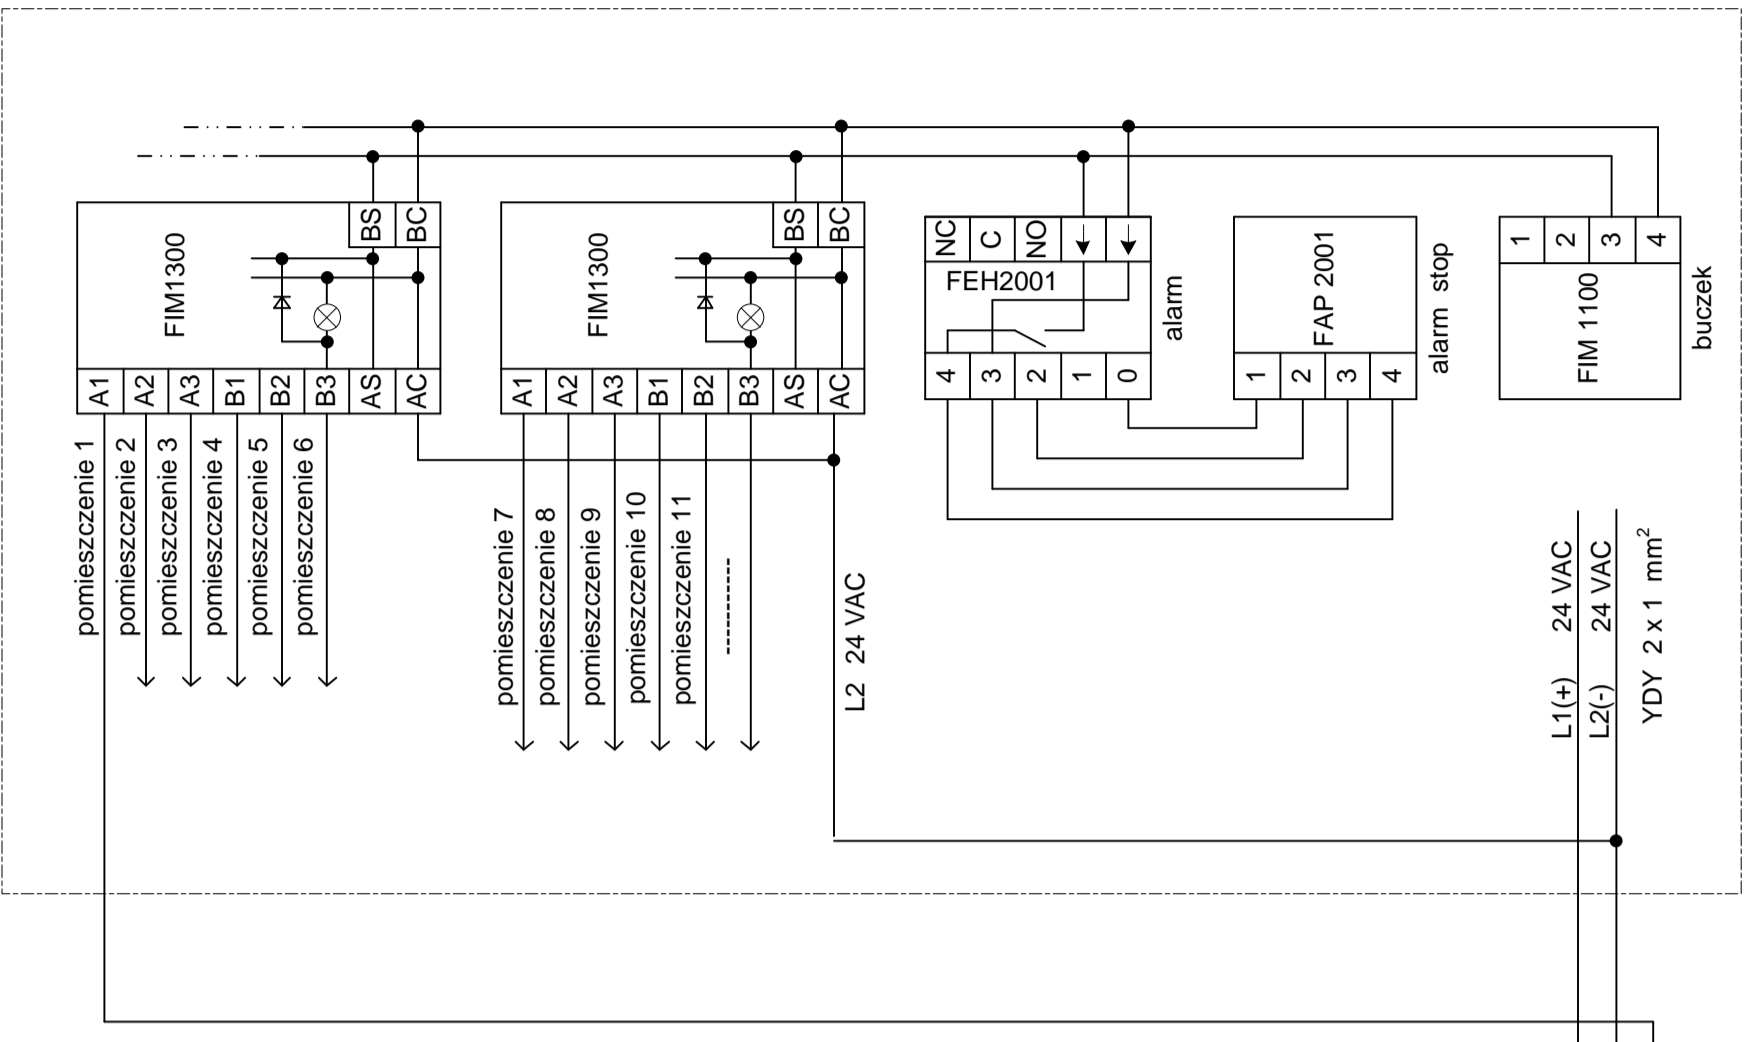 BS
BC
FIM1300
A1
A2
A3
B1
B2
B3
AS
AC
pomieszczenie 1
pomieszczenie 2
pomieszczenie 3
pomieszczenie 4
pomieszczenie 5
pomieszczenie 6
BS
BC
FIM1300
A1
A2
A3
B1
B2
B3
AS
AC
pomieszczenie 7
pomieszczenie 8
pomieszczenie 9
pomieszczenie 10
pomieszczenie 11
L2 24 VAC
NC
C
NO
FEH2001
4
3
2
1
0
alarm
FAP 2001
1
2
3
4
alarm stop
1
2
3
4
FIM 1100
buczek
L1(+) 24 VAC
L2(-) 24 VAC
YDY 2 x 1 mm²